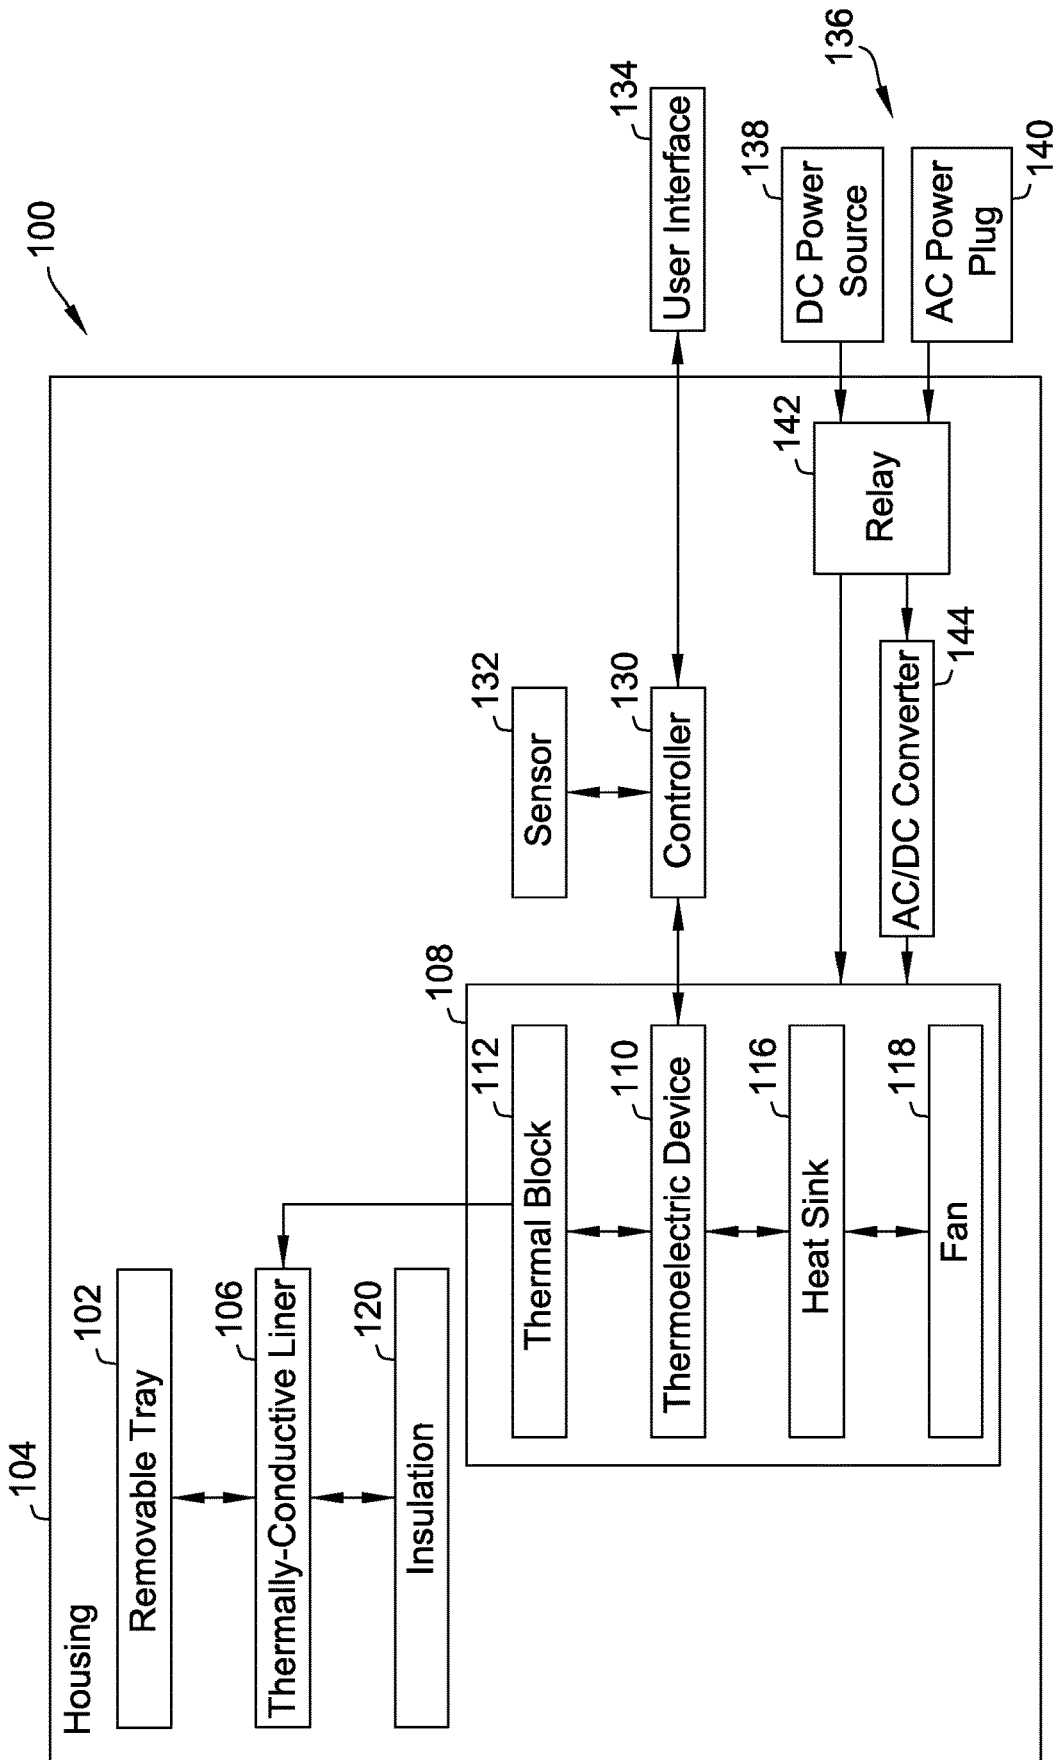 100
104
Housing
102
Removable Tray
106
Thermally-Conductive Liner
120
Insulation
108
112
Thermal Block
110
Thermoelectric Device
116
Heat Sink
118
Fan
132
Sensor
130
Controller
134
User Interface
136
138
DC Power
Source
AC Power
Plug
140
142
Relay
AC/DC Converter
144